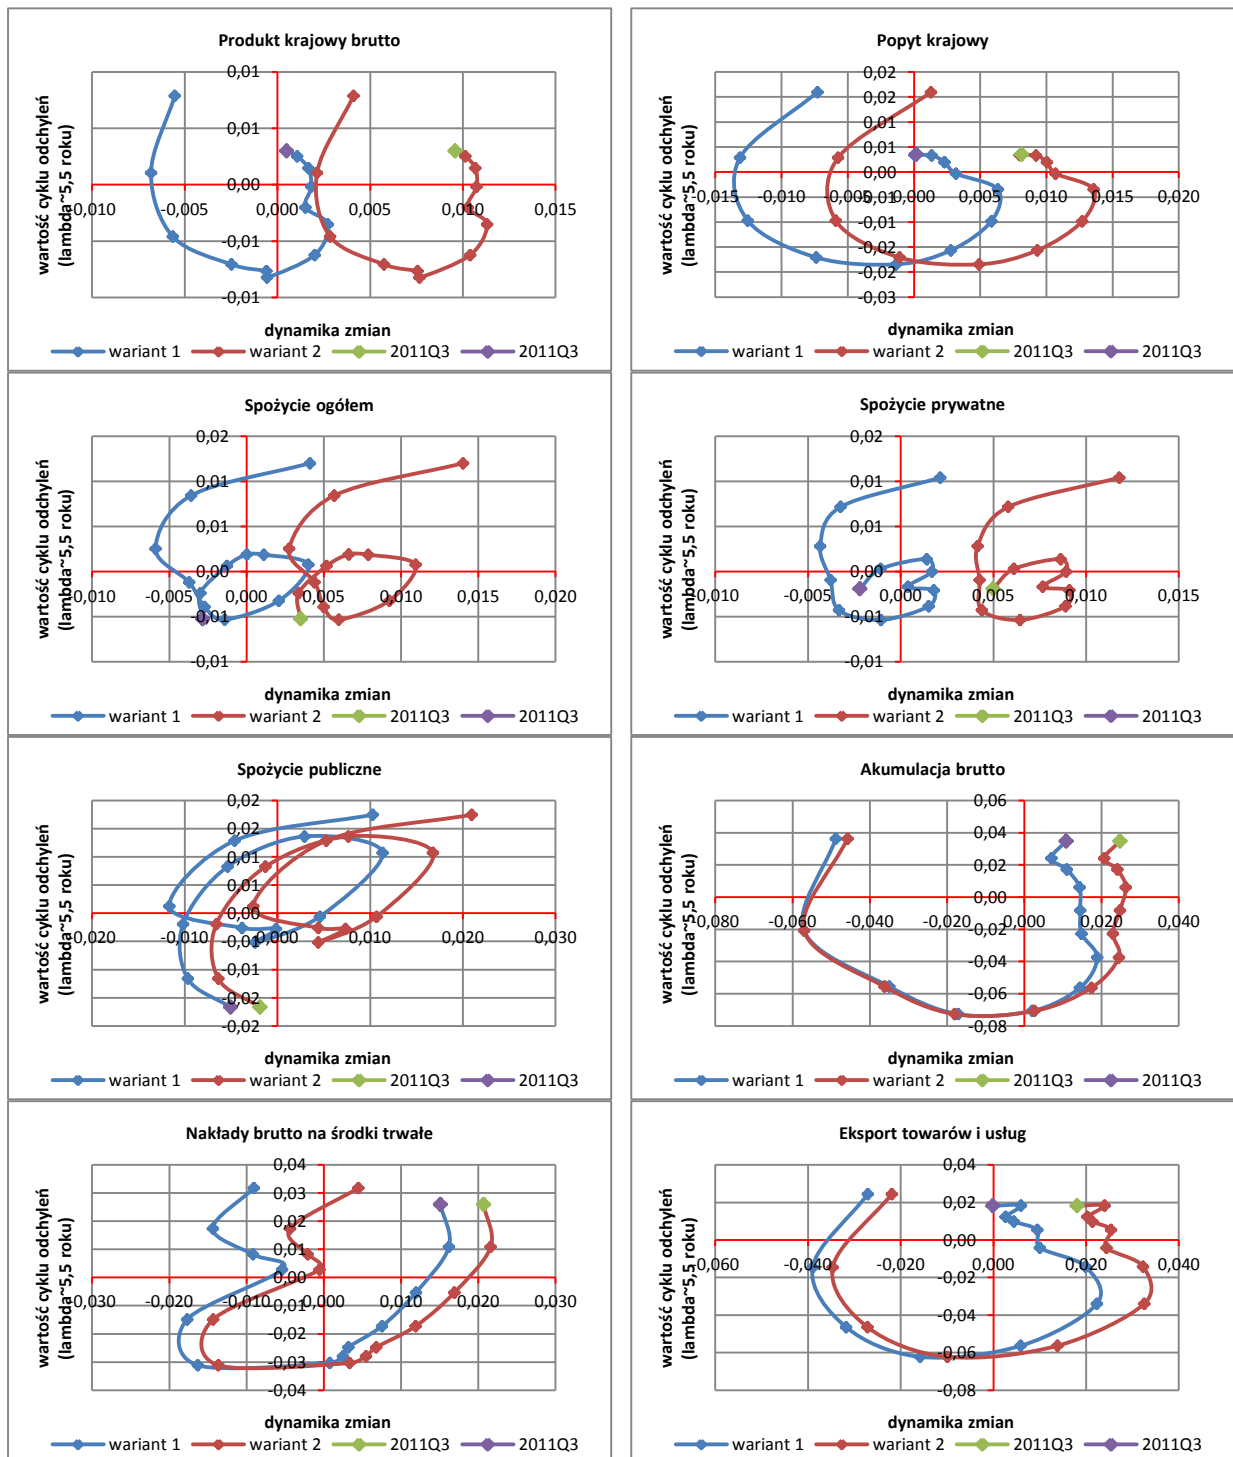 Produkt krajowy brutto
wartość cyklu odchyleń
(lambda~5,5 roku)
0,01
0,01
0,00
-0,01
-0,01
-0,010
-0,005
0,000
0,005
0,010
0,015
dynamika zmian
wariant 1
wariant 2
2011Q3
2011Q3
Popyt krajowy
wartość cyklu odchyleń
(lambda~5,5 roku)
0,02
0,02
0,01
0,01
0,00
-0,01
-0,01
-0,02
-0,02
-0,03
-0,015
-0,010
-0,005
0,000
0,005
0,010
0,015
0,020
dynamika zmian
wariant 1
wariant 2
2011Q3
2011Q3
Spożycie ogółem
wartość cyklu odchyleń
(lambda~5,5 roku)
0,02
0,01
0,01
0,00
-0,01
-0,01
-0,010
-0,005
0,000
0,005
0,010
0,015
0,020
dynamika zmian
wariant 1
wariant 2
2011Q3
2011Q3
Spożycie prywatne
wartość cyklu odchyleń
(lambda~5,5 roku)
0,02
0,01
0,01
0,00
-0,01
-0,01
-0,010
-0,005
0,000
0,005
0,010
0,015
dynamika zmian
wariant 1
wariant 2
2011Q3
2011Q3
Spożycie publiczne
wartość cyklu odchyleń
(lambda~5,5 roku)
0,02
0,02
0,01
0,01
0,00
-0,01
-0,01
-0,02
-0,02
-0,020
-0,010
0,000
0,010
0,020
0,030
dynamika zmian
wariant 1
wariant 2
2011Q3
2011Q3
Akumulacja brutto
wartość cyklu odchyleń
(lambda~5,5 roku)
0,06
0,04
0,02
0,00
-0,02
-0,04
-0,06
-0,08
-0,080
-0,060
-0,040
-0,020
0,000
0,020
0,040
dynamika zmian
wariant 1
wariant 2
2011Q3
2011Q3
Nakłady brutto na środki trwałe
wartość cyklu odchyleń
(lambda~5,5 roku)
0,04
0,03
0,02
0,01
0,00
-0,01
-0,02
-0,03
-0,04
-0,030
-0,020
-0,010
0,000
0,010
0,020
0,030
dynamika zmian
wariant 1
wariant 2
2011Q3
2011Q3
Eksport towarów i usług
wartość cyklu odchyleń
(lambda~5,5 roku)
0,04
0,02
0,00
-0,02
-0,04
-0,06
-0,08
-0,060
-0,040
-0,020
0,000
0,020
0,040
dynamika zmian
wariant 1
wariant 2
2011Q3
2011Q3